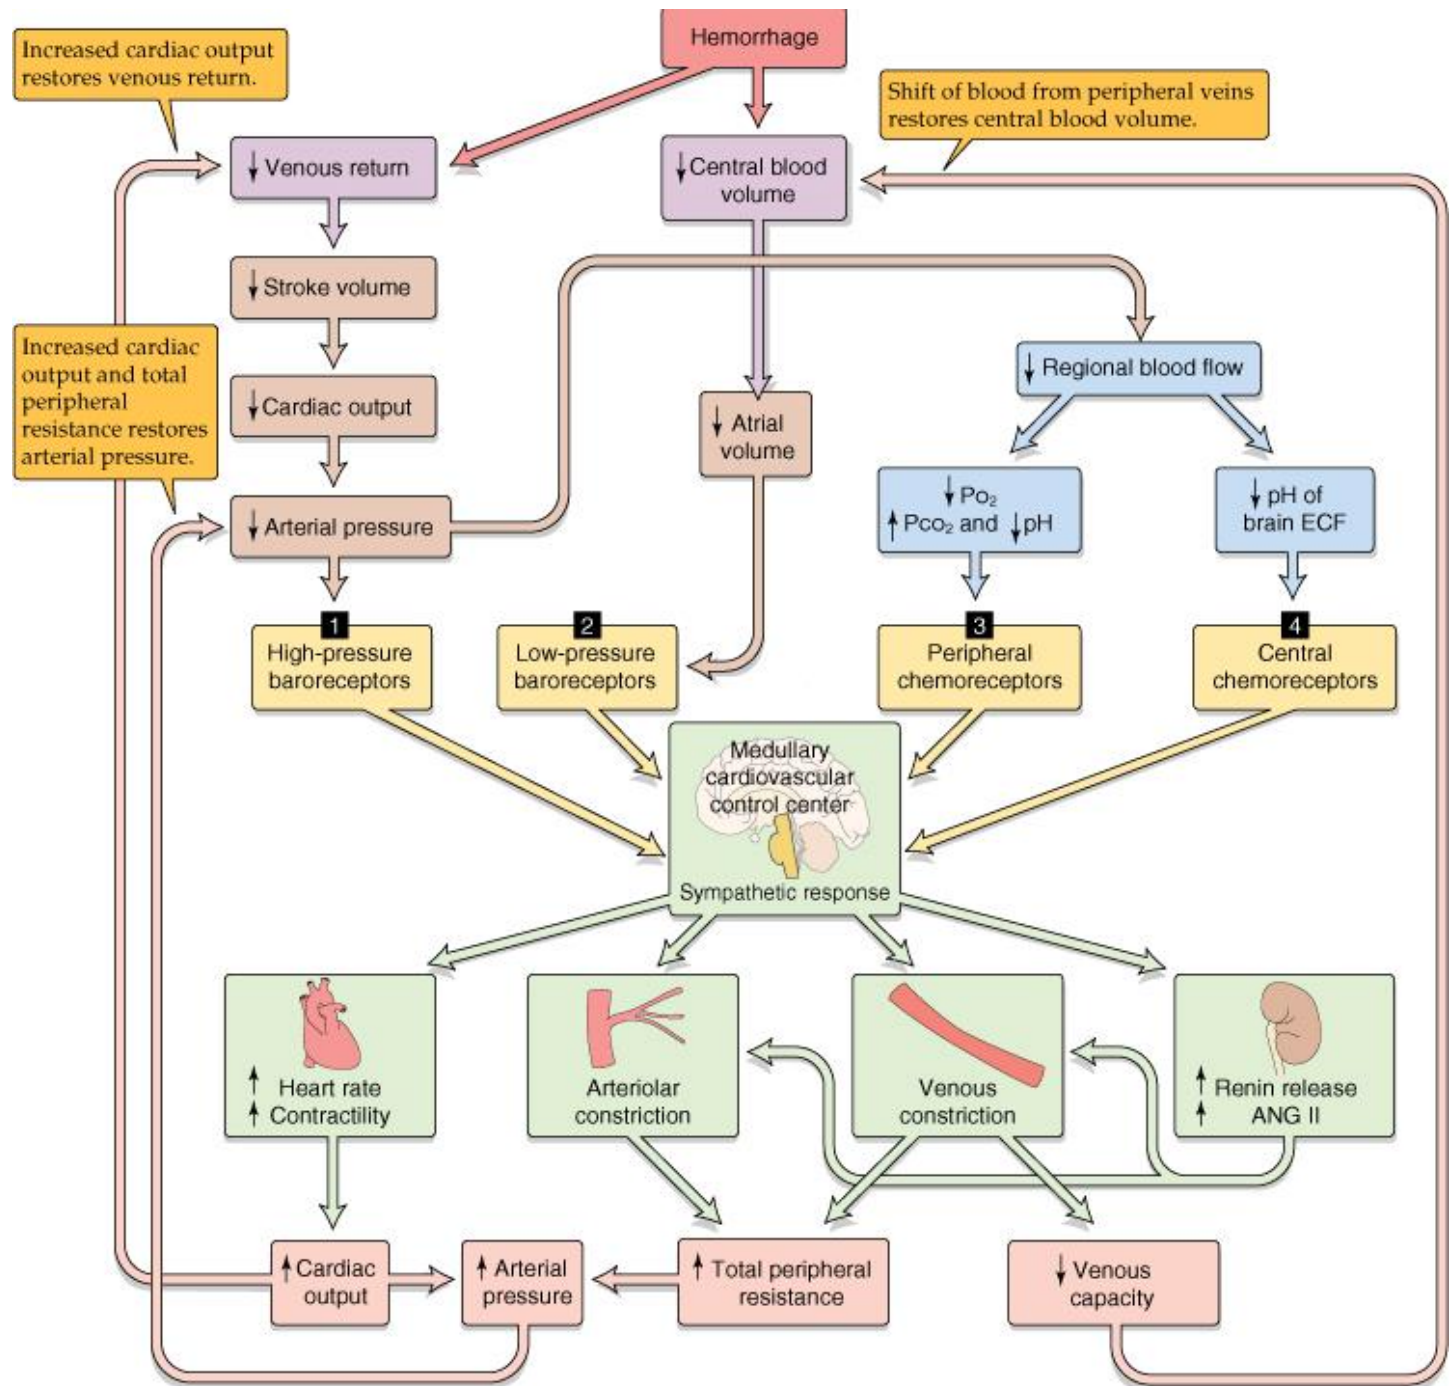 Hemorrhage
Increased cardiac output
restores venous return.
Shift of blood from peripheral veins
restores central blood volume.
↓ Venous return
↓ Central blood
volume
↓ Stroke volume
Increased cardiac
output and total
peripheral
resistance restores
arterial pressure.
↓ Regional blood flow
↓ Cardiac output
↓ Atrial
volume
↓ Arterial pressure
↓ Po₂
↑ Pco₂ and ↓pH
↓ pH of
brain ECF
1
High-pressure
baroreceptors
2
Low-pressure
baroreceptors
3
Peripheral
chemoreceptors
4
Central
chemoreceptors
Medullary
cardiovascular
control center
Sympathetic response
↑ Heart rate
↑ Contractility
Arteriolar
constriction
Venous
constriction
↑ Renin release
↑ ANG II
↑ Cardiac
output
↑ Arterial
pressure
↑ Total peripheral
resistance
↓ Venous
capacity